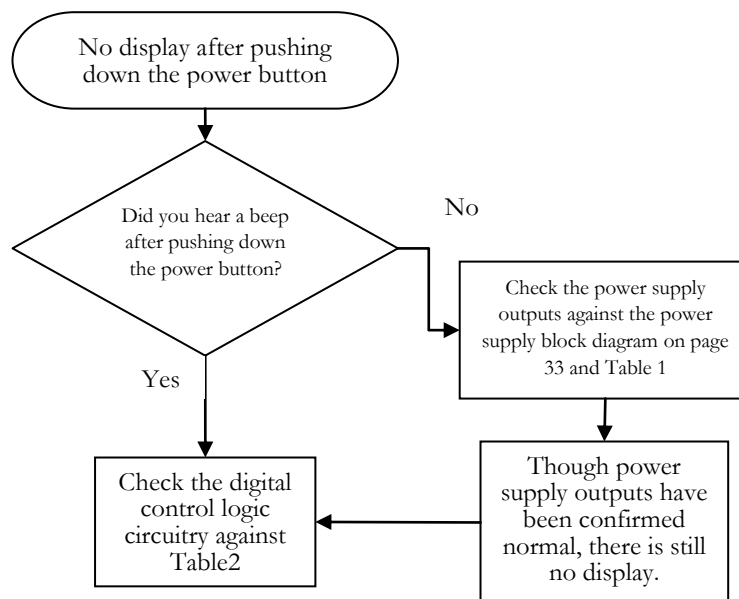 No display after pushing
down the power button
Did you hear a beep
after pushing down
the power button?
No
Check the power supply
outputs against the power
supply block diagram on page
33 and Table 1
Yes
Check the digital
control logic
circuitry against
Table2
Though power
supply outputs have
been confirmed
normal, there is still
no display.